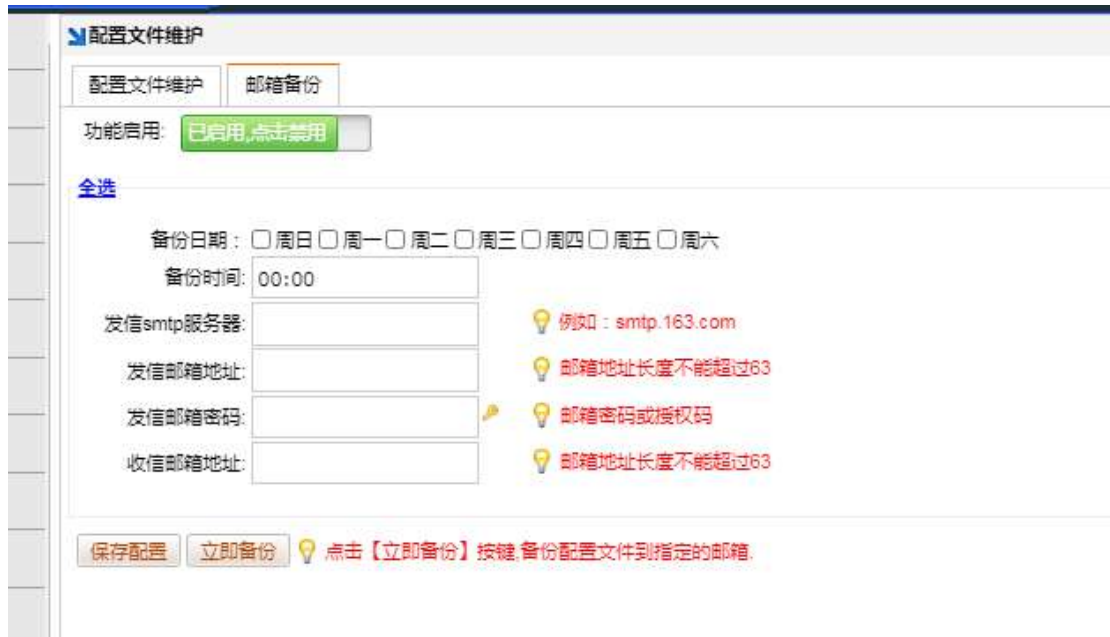 配置文件维护
配置文件维护 邮箱备份
功能启用: 已启用,点击禁用
全选
备份日期：周日 周一 周二 周三 周四 周五 周六
备份时间: 00:00
发信smtp服务器: 例如：smtp.163.com
发信邮箱地址: 邮箱地址长度不能超过63
发信邮箱密码: 邮箱密码或授权码
收信邮箱地址: 邮箱地址长度不能超过63
保存配置 立即备份 点击【立即备份】按键,备份配置文件到指定的邮箱.